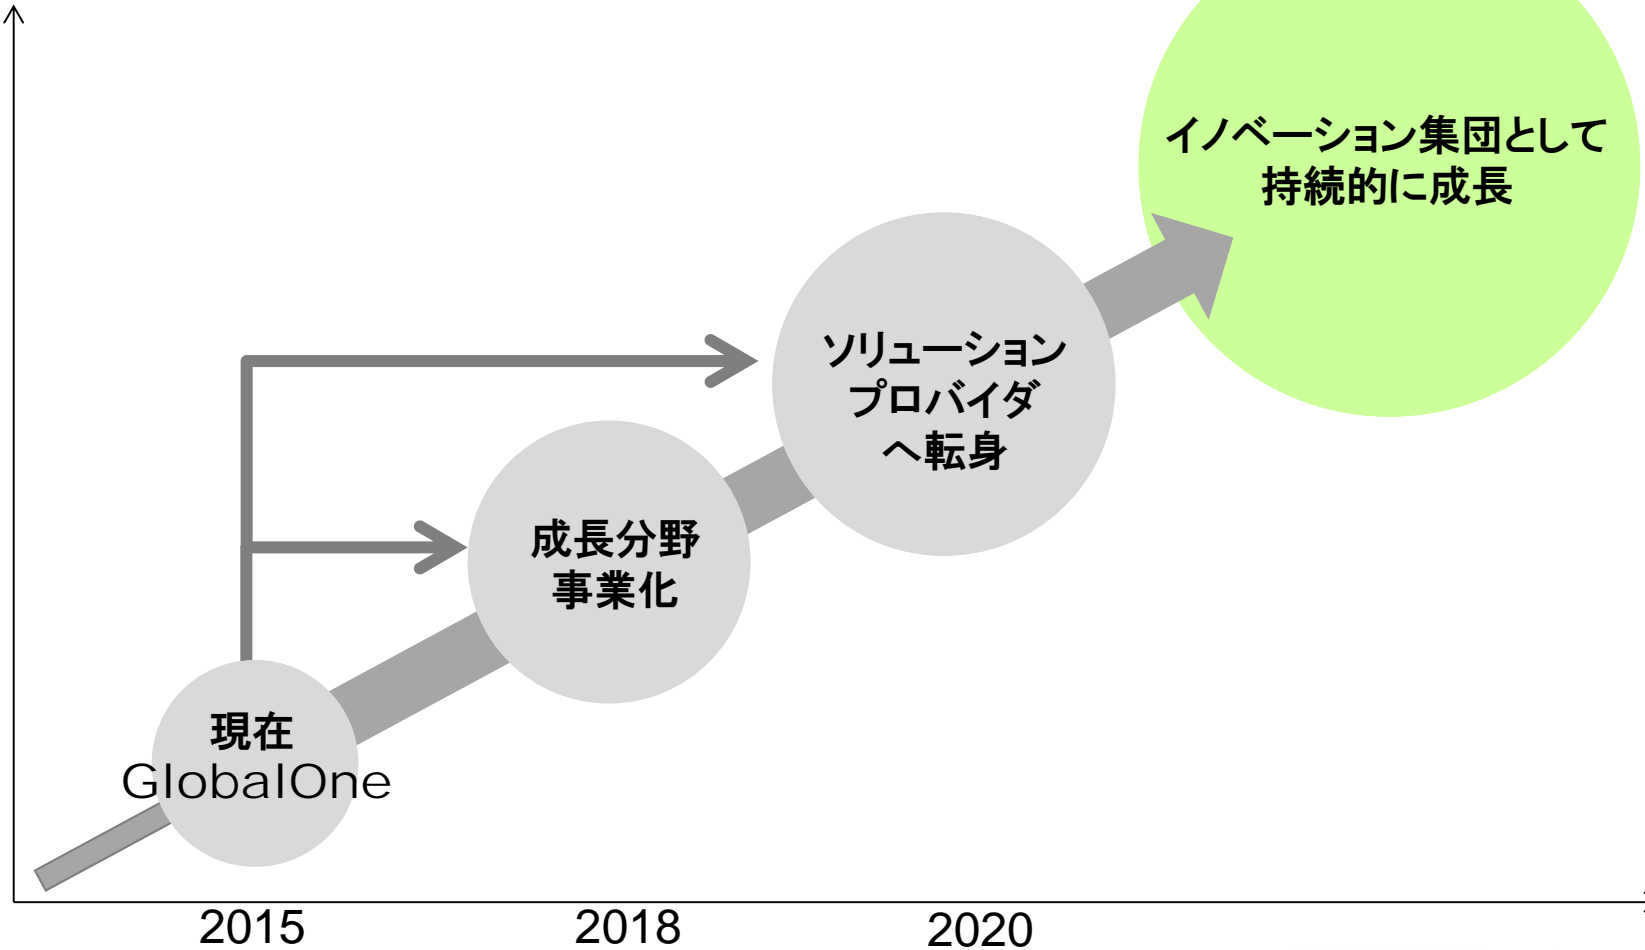 イノベーション集団として
持続的に成長
ソリューション
プロバイダ
へ転身
成長分野
事業化
現在
GlobalOne
2015
2018
2020